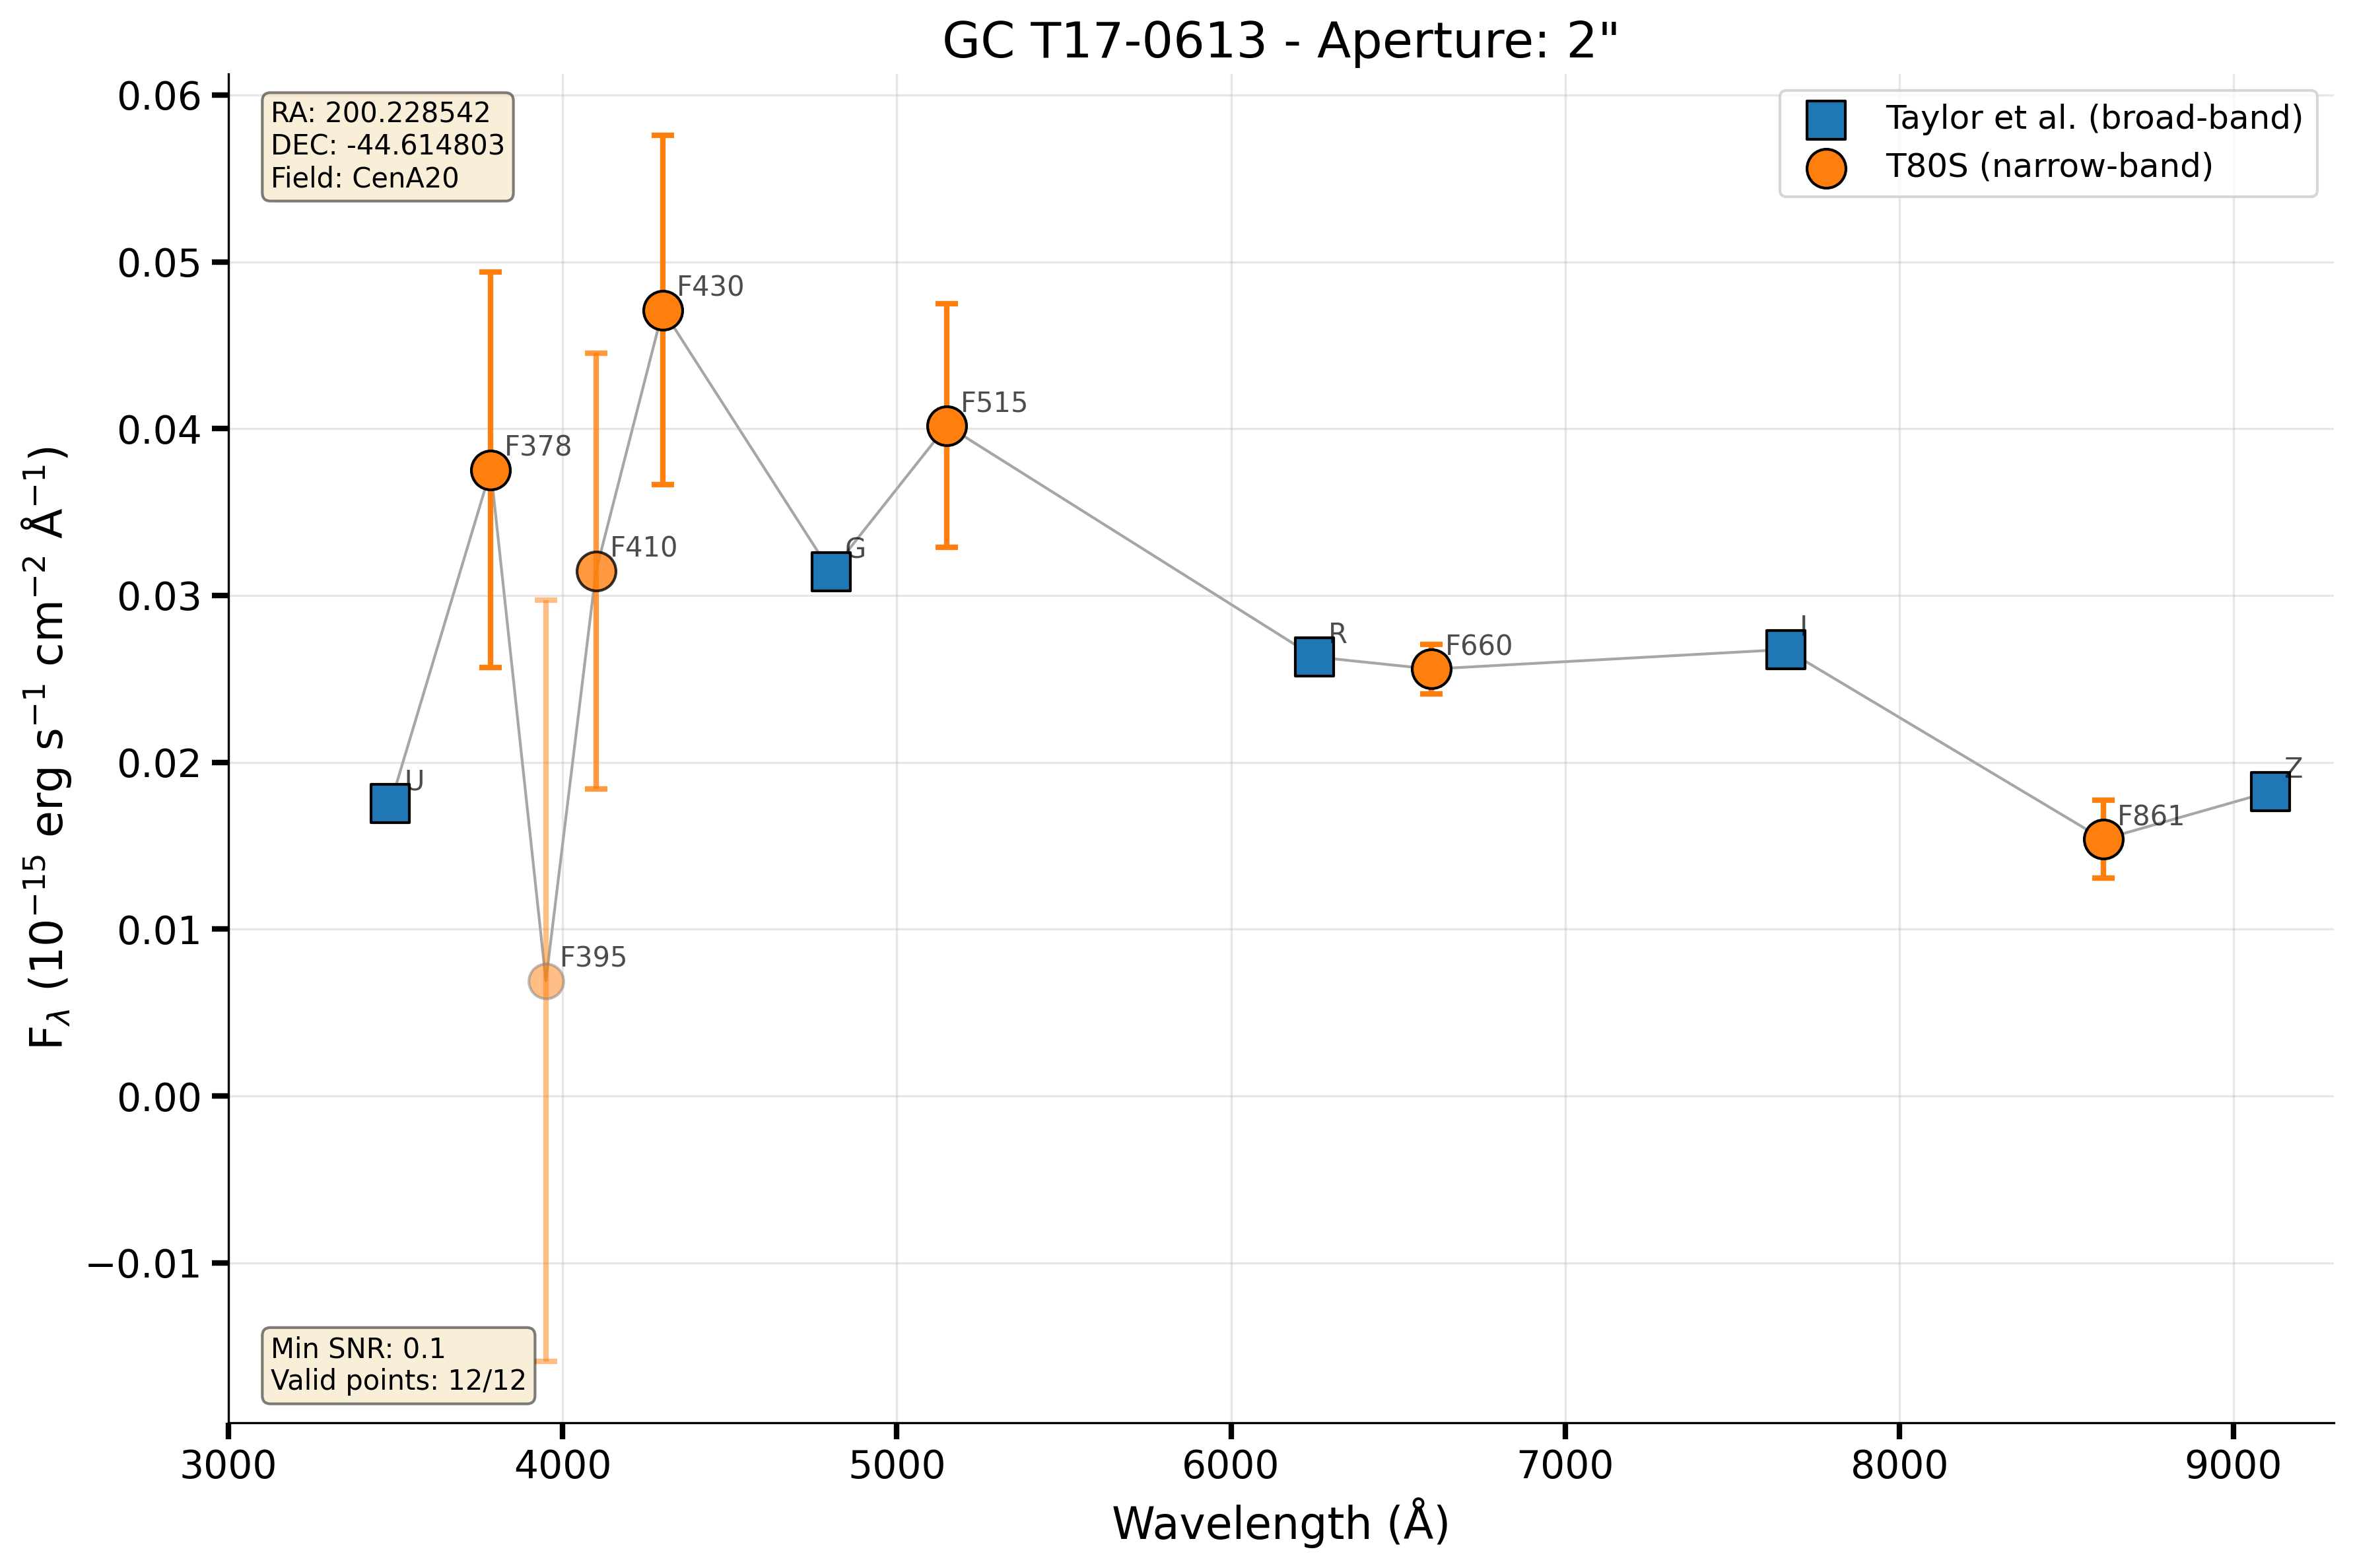 GC T17-0613 - Aperture: 2"
RA: 200.228542
DEC: -44.614803
Field: CenA20
Taylor et al. (broad-band)
T80S (narrow-band)
0.06
0.05
0.04
0.03
0.02
0.01
0.00
−0.01
F_λ (10⁻¹⁵ erg s⁻¹ cm⁻² Å⁻¹)
U
F378
F395
F410
F430
G
F515
R
F660
I
F861
Z
Min SNR: 0.1
Valid points: 12/12
3000 4000 5000 6000 7000 8000 9000
Wavelength (Å)